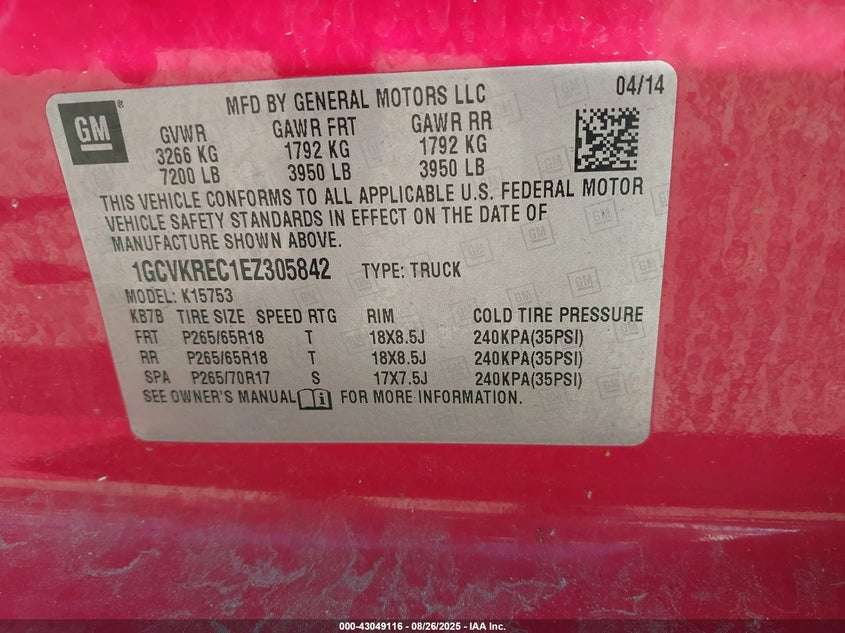 GM®
MFD BY GENERAL MOTORS LLC
04/14
GVWR GAWR FRT GAWR RR
3266 KG 1792 KG 1792 KG
7200 LB 3950 LB 3950 LB
THIS VEHICLE CONFORMS TO ALL APPLICABLE U.S. FEDERAL MOTOR
VEHICLE SAFETY STANDARDS IN EFFECT ON THE DATE OF
MANUFACTURE SHOWN ABOVE.
1GCVKREC1EZ305842 TYPE: TRUCK
MODEL: K15753
KB7B TIRE SIZE SPEED RTG RIM COLD TIRE PRESSURE
FRT P265/65R18 T 18X8.5J 240KPA(35PSI)
RR P265/65R18 T 18X8.5J 240KPA(35PSI)
SPA P265/70R17 S 17X7.5J 240KPA(35PSI)
SEE OWNER'S MANUAL FOR MORE INFORMATION.
000-43049116 - 08/26/2025 - IAA Inc.